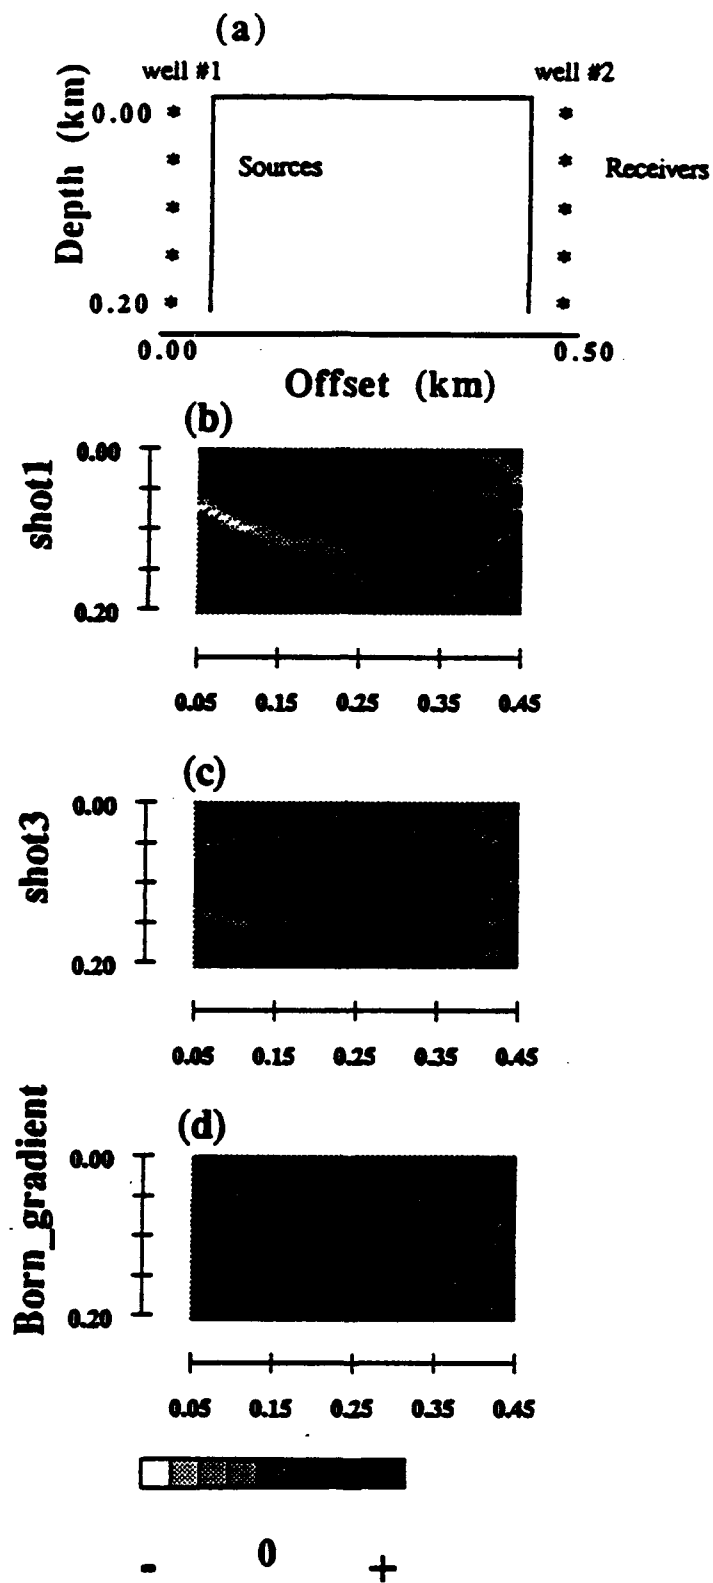 (a)
well #1 well #2
Depth (km)
0.00 * *
* *
Sources Receivers
* *
* *
0.20 * *
0.00 0.50
Offset (km)
(b)
shot1
0.00
0.20
0.05 0.15 0.25 0.35 0.45
(c)
shot3
0.00
0.20
0.05 0.15 0.25 0.35 0.45
(d)
Born_gradient
0.00
0.20
0.05 0.15 0.25 0.35 0.45
- 0 +